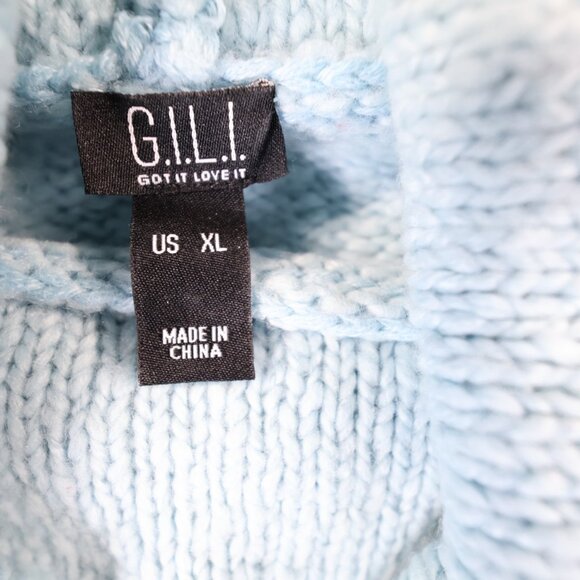 G.I.L.I.
GOT IT LOVE IT
US XL
MADE IN
CHINA